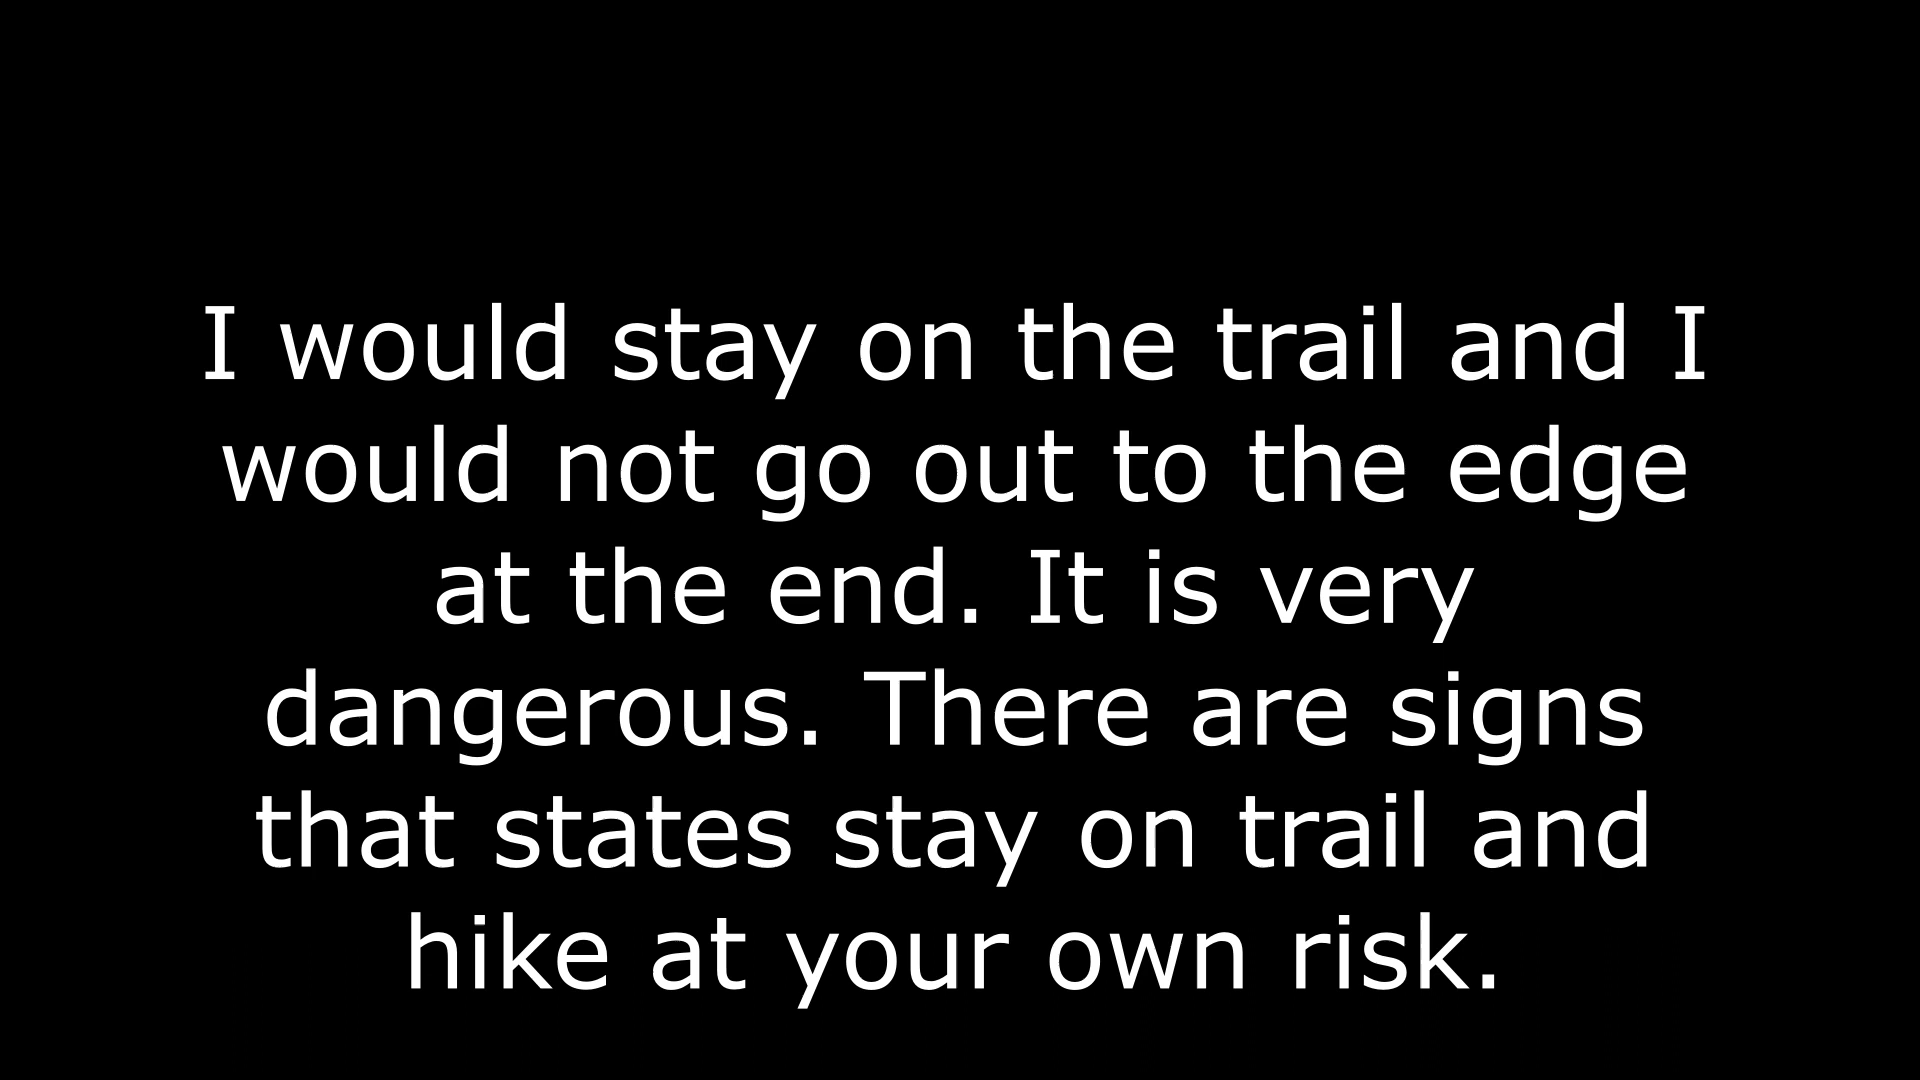 I would stay on the trail and I
would not go out to the edge
at the end. It is very
dangerous. There are signs
that states stay on trail and
hike at your own risk.